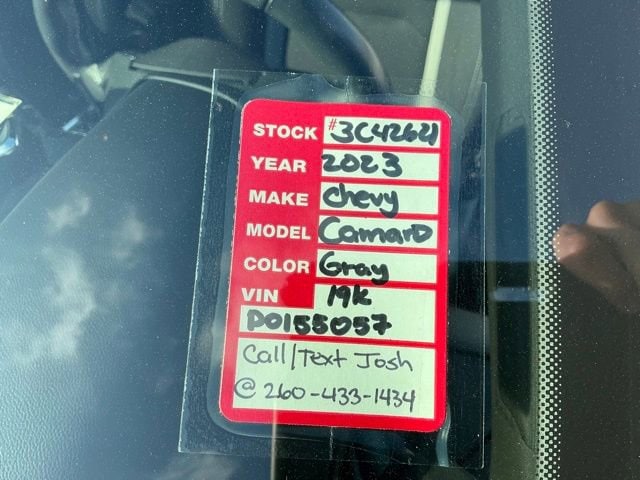 STOCK #3C42621
YEAR 2023
MAKE Chevy
MODEL Camaro
COLOR Gray
VIN 19k
P0155057
Call/Text Josh
@ 260-433-1434